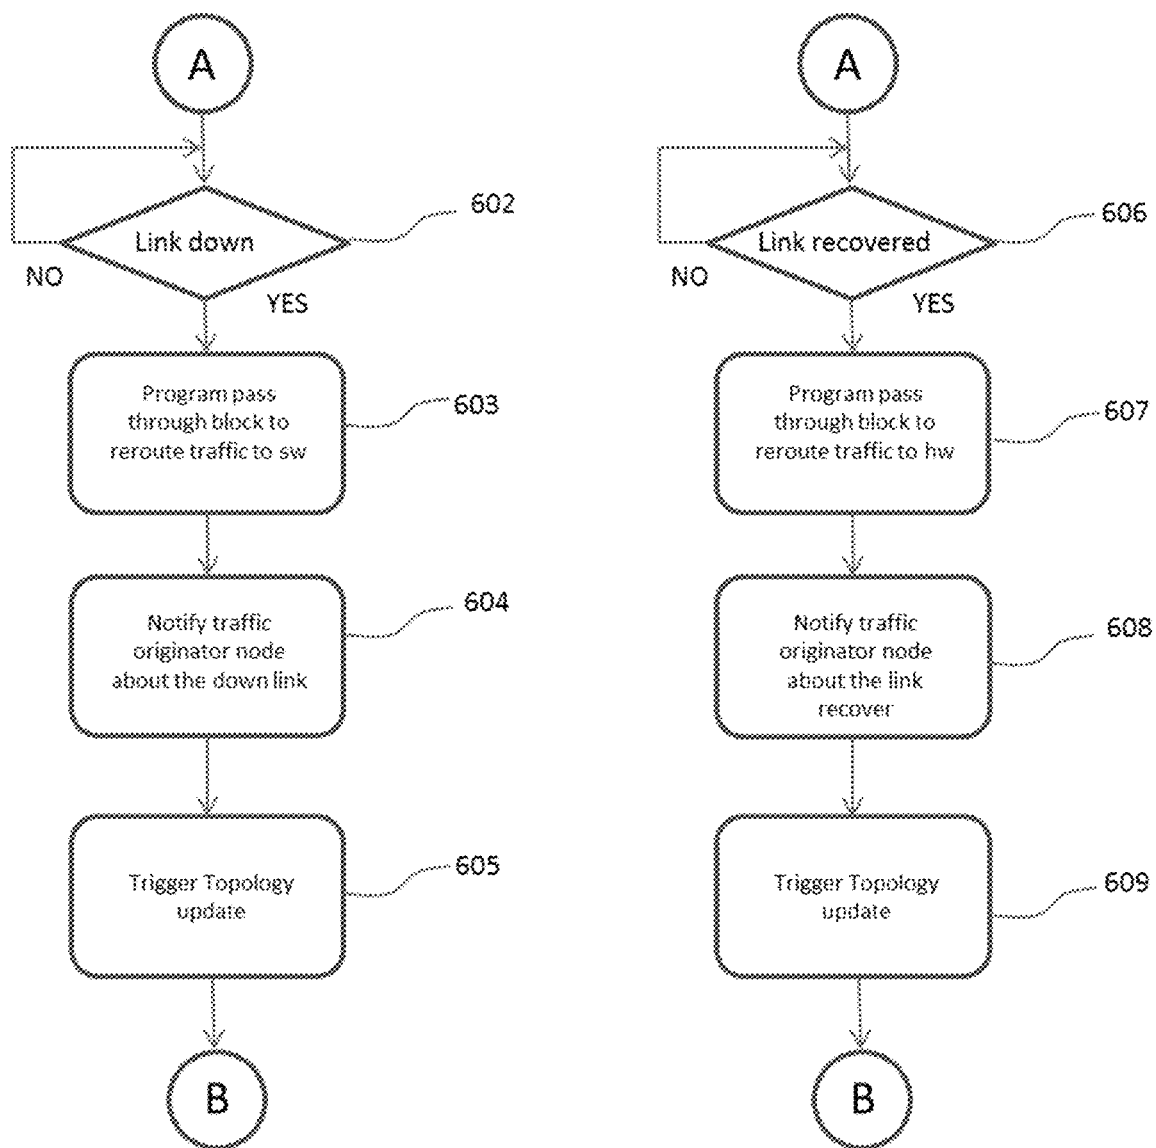 A
Link down
602
NO
YES
Program pass
through block to
reroute traffic to sw
603
Notify traffic
originator node
about the down link
604
Trigger Topology
update
605
B
A
Link recovered
606
NO
YES
Program pass
through block to
reroute traffic to hw
607
Notify traffic
originator node
about the link
recover
608
Trigger Topology
update
609
B